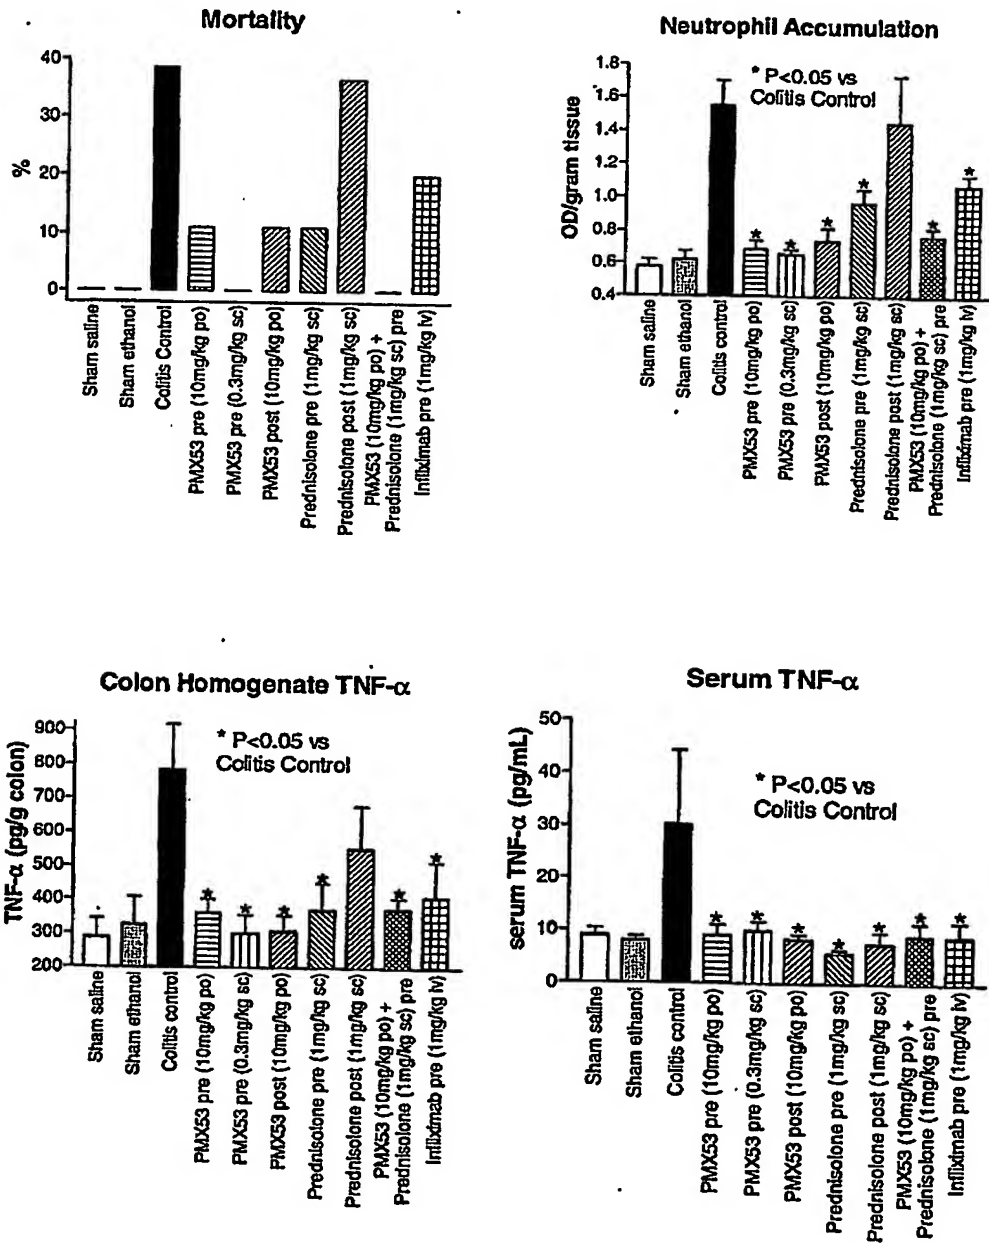 Mortality
40
30
20
10
0
%
Sham saline
Sham ethanol
Colitis Control
PMX53 pre (10mg/kg po)
PMX53 pre (0.3mg/kg sc)
PMX53 post (10mg/kg po)
Prednisolone pre (1mg/kg sc)
Prednisolone post (1mg/kg sc)
PMX53 (10mg/kg po) +
Prednisolone (1mg/kg sc) pre
Infliximab pre (1mg/kg iv)
Neutrophil Accumulation
* P<0.05 vs
Colitis Control
1.8
1.6
1.4
1.2
1.0
0.8
0.6
0.4
OD/gram tissue
* * * * * *
Sham saline
Sham ethanol
Colitis Control
PMX53 pre (10mg/kg po)
PMX53 pre (0.3mg/kg sc)
PMX53 post (10mg/kg po)
Prednisolone pre (1mg/kg sc)
Prednisolone post (1mg/kg sc)
PMX53 (10mg/kg po) +
Prednisolone (1mg/kg sc) pre
Infliximab pre (1mg/kg iv)
Colon Homogenate TNF-α
* P<0.05 vs
Colitis Control
900
800
700
600
500
400
300
200
TNF-α (pg/g colon)
* * * * * *
Sham saline
Sham ethanol
Colitis control
PMX53 pre (10mg/kg po)
PMX53 pre (0.3mg/kg sc)
PMX53 post (10mg/kg po)
Prednisolone pre (1mg/kg sc)
Prednisolone post (1mg/kg sc)
PMX53 (10mg/kg po) +
Prednisolone (1mg/kg sc) pre
Infliximab pre (1mg/kg iv)
Serum TNF-α
* P<0.05 vs
Colitis Control
50
40
30
20
10
0
serum TNF-α (pg/mL)
* * * * * * *
Sham saline
Sham ethanol
Colitis control
PMX53 pre (10mg/kg po)
PMX53 pre (0.3mg/kg sc)
PMX53 post (10mg/kg po)
Prednisolone pre (1mg/kg sc)
Prednisolone post (1mg/kg sc)
PMX53 (10mg/kg po) +
Prednisolone (1mg/kg sc) pre
Infliximab pre (1mg/kg iv)